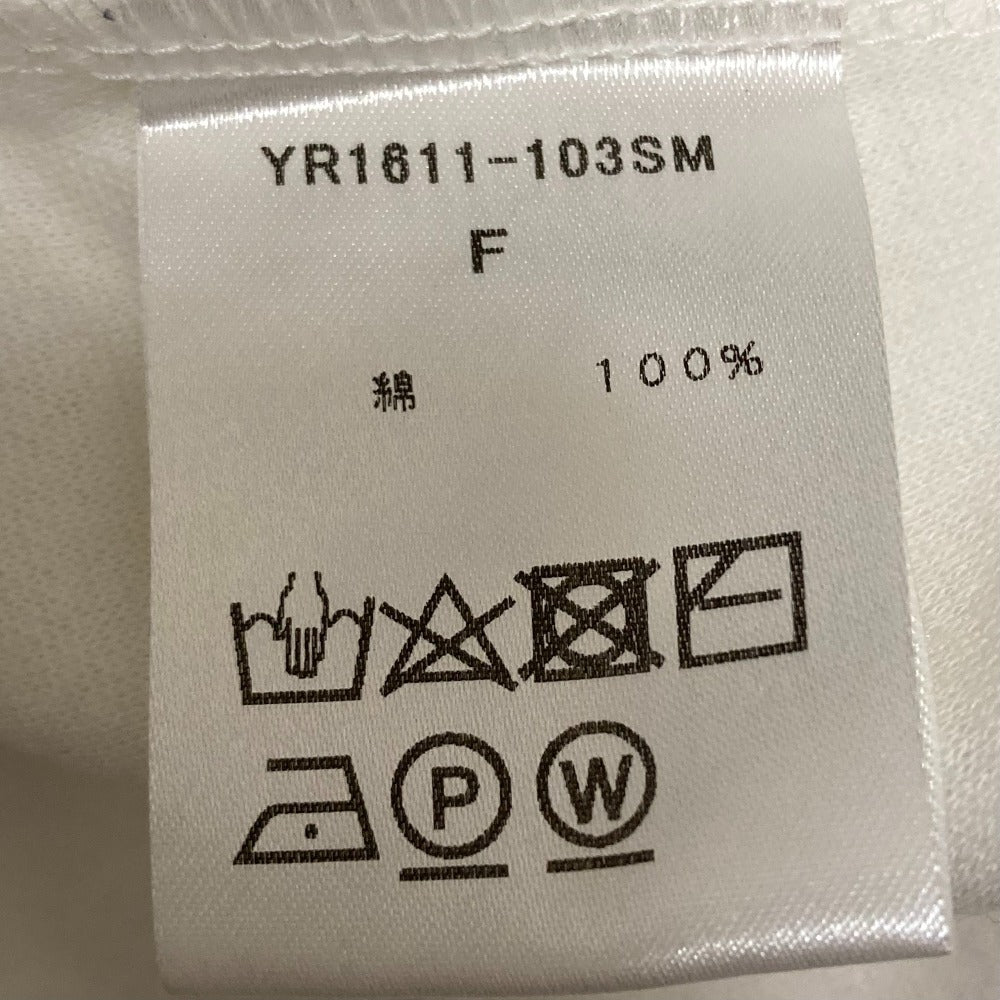 YR1611-103SM
F
綿 100%
P W